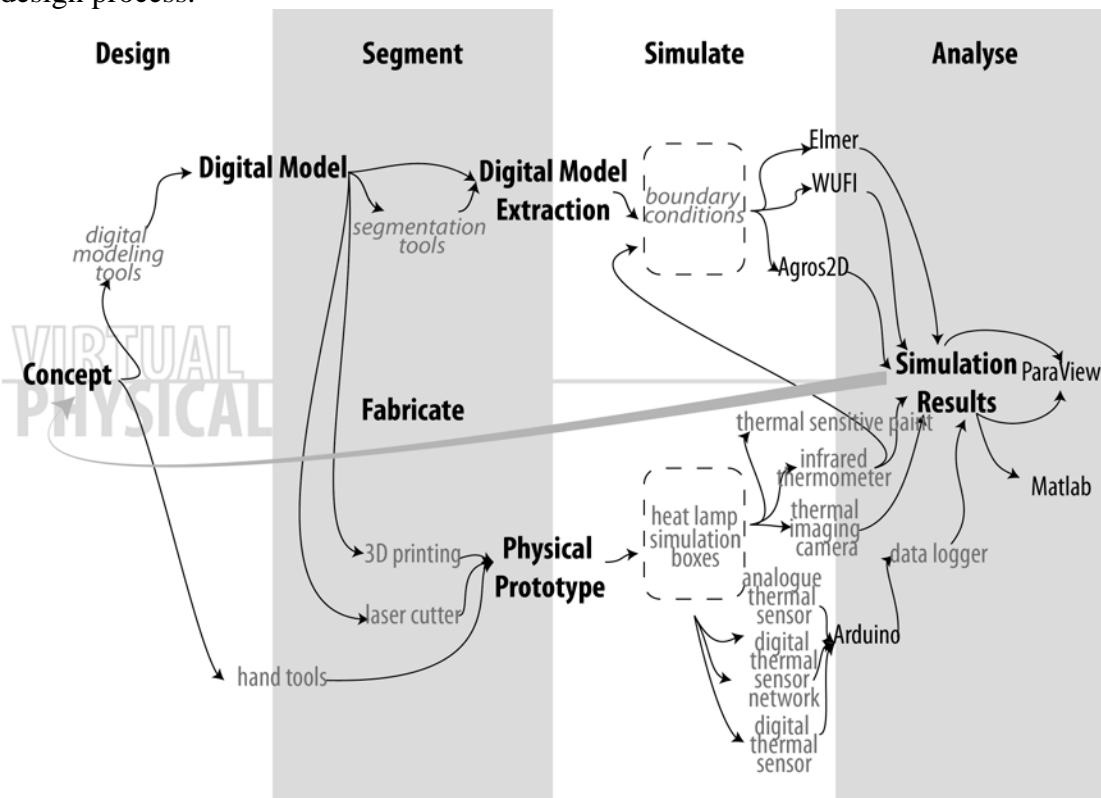 design process.
Design
Segment
Simulate
Analyse
Digital Model
digital
modeling
tools
segmentation
tools
Digital Model
Extraction
boundary
conditions
Elmer
WUFI
Agros2D
VIRTUAL
Concept
PHYSICAL
Fabricate
Simulation
Results
ParaView
Matlab
thermal sensitive paint
infrared
thermometer
thermal
imaging
camera
heat lamp
simulation
boxes
3D printing
laser cutter
hand tools
Physical
Prototype
analogue
thermal
sensor
digital
thermal
sensor
network
digital
thermal
sensor
Arduino
data logger